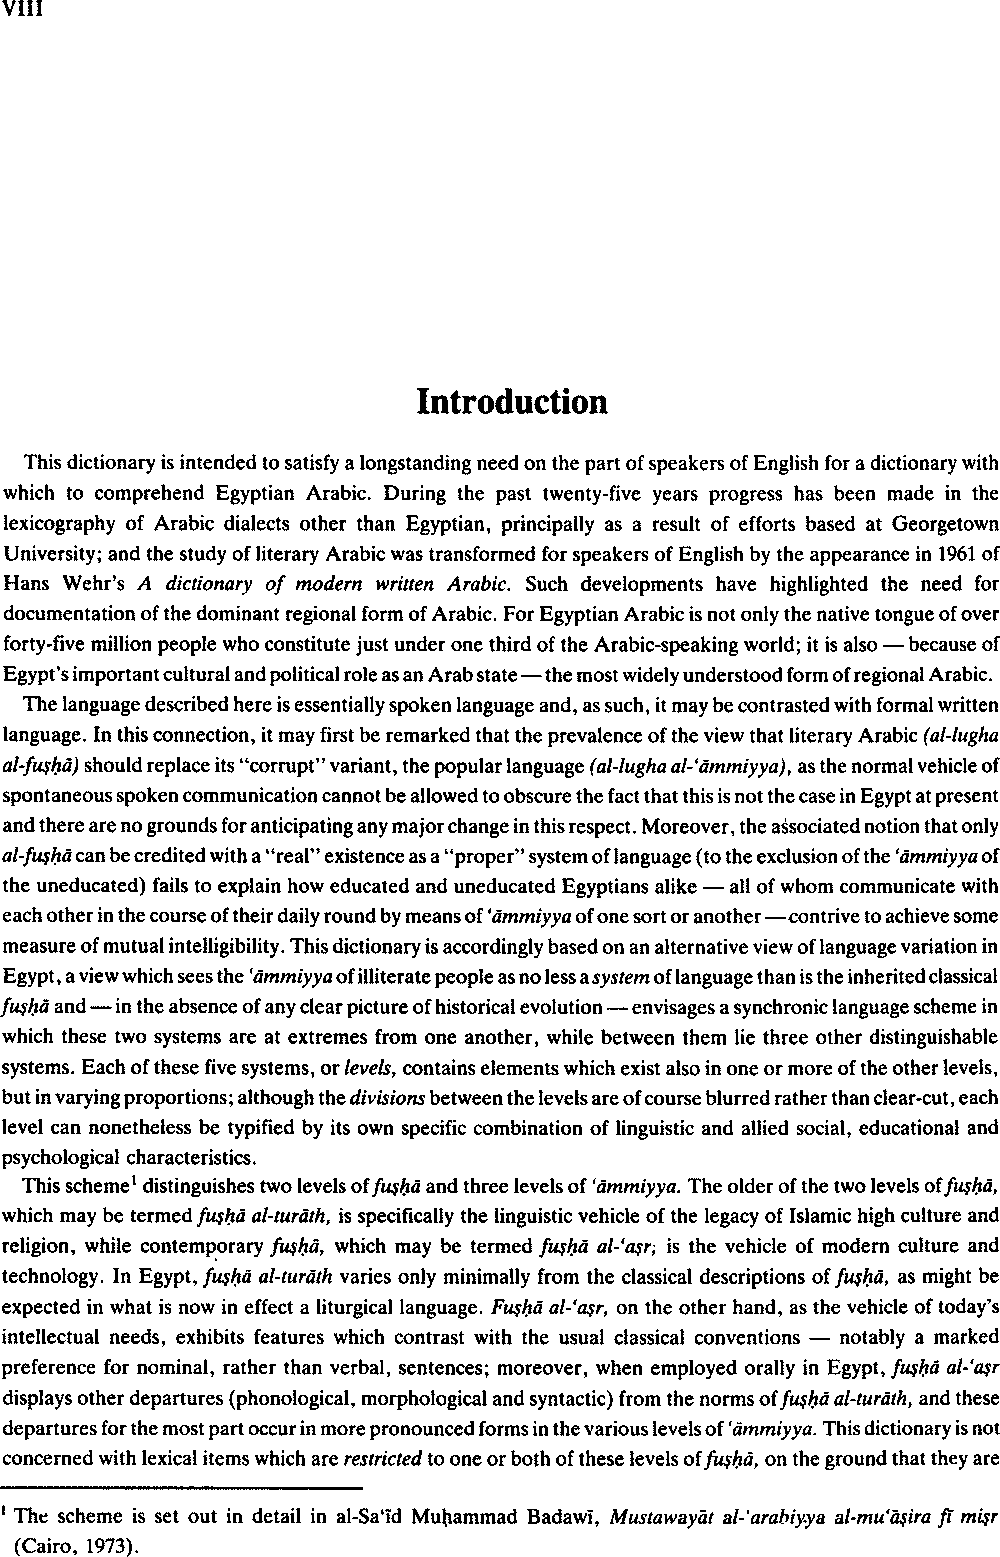 VIII
Introduction
This dictionary is intended to satisfy a longstanding need on the part of speakers of English for a dictionary with
which to comprehend Egyptian Arabic. During the past twenty-five years progress has been made in the
lexicography of Arabic dialects other than Egyptian, principally as a result of efforts based at Georgetown
University; and the study of literary Arabic was transformed for speakers of English by the appearance in 1961 of
Hans Wehr's A dictionary of modern written Arabic. Such developments have highlighted the need for
documentation of the dominant regional form of Arabic. For Egyptian Arabic is not only the native tongue of over
forty-five million people who constitute just under one third of the Arabic-speaking world; it is also — because of
Egypt's important cultural and political role as an Arab state — the most widely understood form of regional Arabic.
The language described here is essentially spoken language and, as such, it may be contrasted with formal written
language. In this connection, it may first be remarked that the prevalence of the view that literary Arabic (al-lugha
al-fuṣḥā) should replace its "corrupt" variant, the popular language (al-lugha al-‘āmmiyya), as the normal vehicle of
spontaneous spoken communication cannot be allowed to obscure the fact that this is not the case in Egypt at present
and there are no grounds for anticipating any major change in this respect. Moreover, the associated notion that only
al-fuṣḥā can be credited with a "real" existence as a "proper" system of language (to the exclusion of the ‘āmmiyya of
the uneducated) fails to explain how educated and uneducated Egyptians alike — all of whom communicate with
each other in the course of their daily round by means of ‘āmmiyya of one sort or another — contrive to achieve some
measure of mutual intelligibility. This dictionary is accordingly based on an alternative view of language variation in
Egypt, a view which sees the ‘āmmiyya of illiterate people as no less a system of language than is the inherited classical
fuṣḥā and — in the absence of any clear picture of historical evolution — envisages a synchronic language scheme in
which these two systems are at extremes from one another, while between them lie three other distinguishable
systems. Each of these five systems, or levels, contains elements which exist also in one or more of the other levels,
but in varying proportions; although the divisions between the levels are of course blurred rather than clear-cut, each
level can nonetheless be typified by its own specific combination of linguistic and allied social, educational and
psychological characteristics.
This scheme¹ distinguishes two levels of fuṣḥā and three levels of ‘āmmiyya. The older of the two levels of fuṣḥā,
which may be termed fuṣḥā al-turāth, is specifically the linguistic vehicle of the legacy of Islamic high culture and
religion, while contemporary fuṣḥā, which may be termed fuṣḥā al-‘aṣr, is the vehicle of modern culture and
technology. In Egypt, fuṣḥā al-turāth varies only minimally from the classical descriptions of fuṣḥā, as might be
expected in what is now in effect a liturgical language. Fuṣḥā al-‘aṣr, on the other hand, as the vehicle of today's
intellectual needs, exhibits features which contrast with the usual classical conventions — notably a marked
preference for nominal, rather than verbal, sentences; moreover, when employed orally in Egypt, fuṣḥā al-‘aṣr
displays other departures (phonological, morphological and syntactic) from the norms of fuṣḥā al-turāth, and these
departures for the most part occur in more pronounced forms in the various levels of ‘āmmiyya. This dictionary is not
concerned with lexical items which are restricted to one or both of these levels of fuṣḥā, on the ground that they are
¹ The scheme is set out in detail in al-Sa‘īd Muḥammad Badawī, Mustawayāt al-‘arabiyya al-mu‘āṣira fī miṣr
(Cairo, 1973).